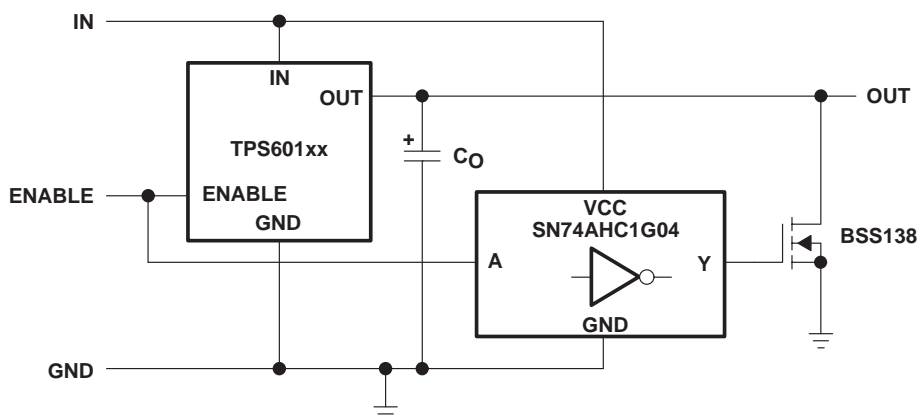 IN
IN
OUT
OUT
TPS601xx
+
CO
ENABLE
ENABLE
GND
VCC
SN74AHC1G04
BSS138
A
Y
GND
GND